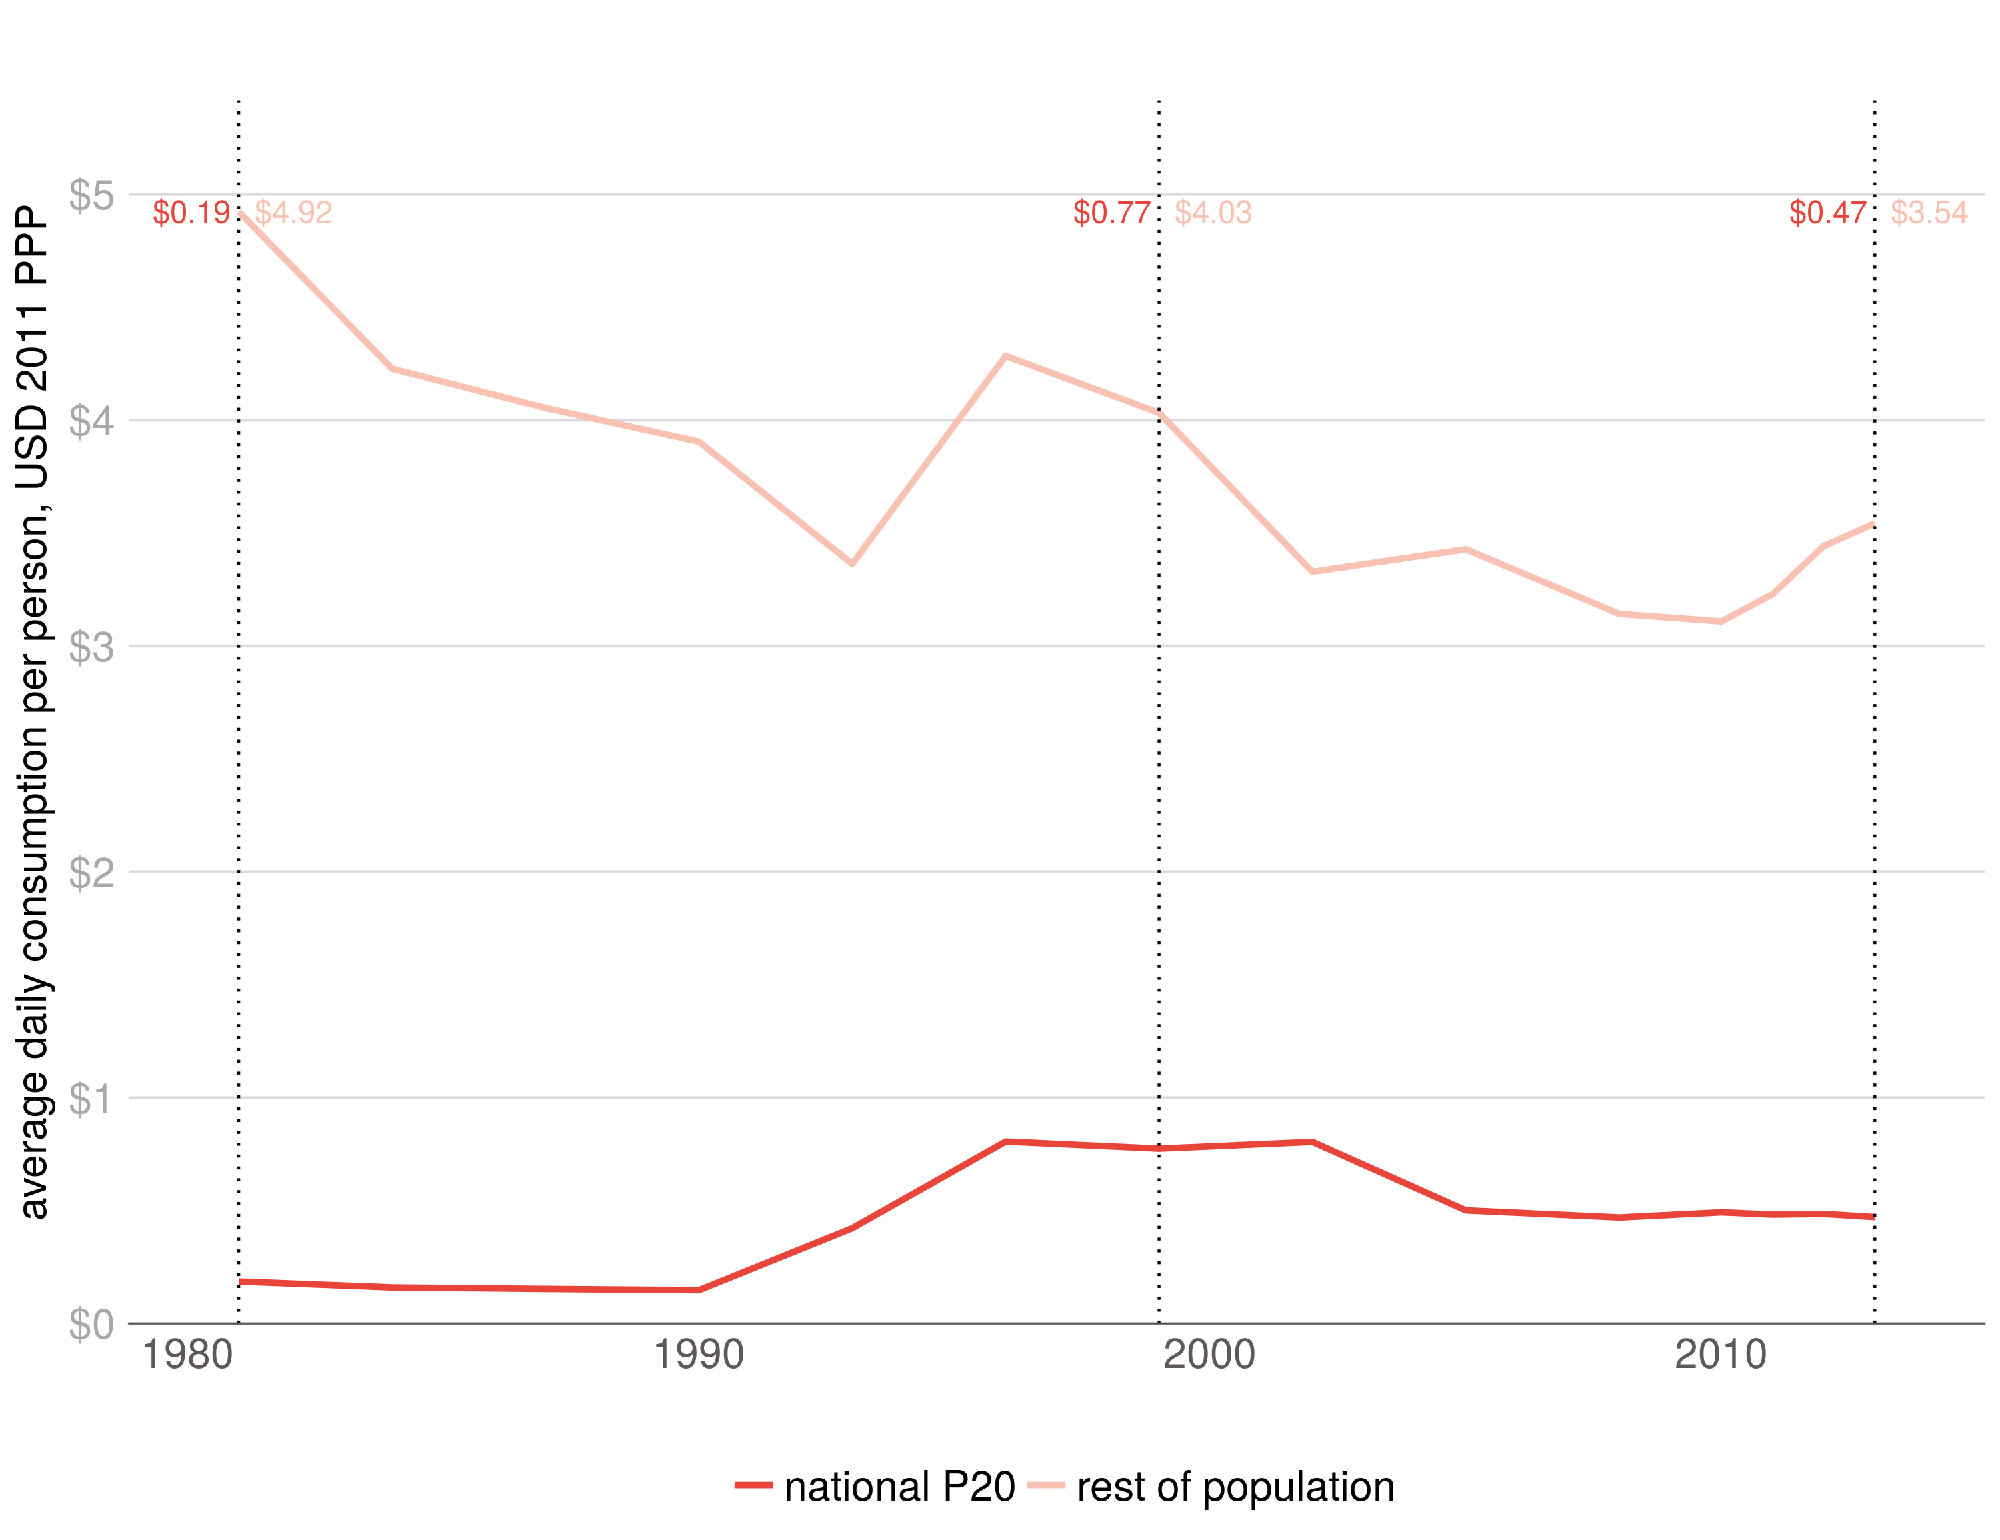 average daily consumption per person, USD 2011 PPP
$5
$0.19 $4.92 $0.77 $4.03 $0.47 $3.54
$4
$3
$2
$1
$0
1980 1990 2000 2010
national P20 rest of population